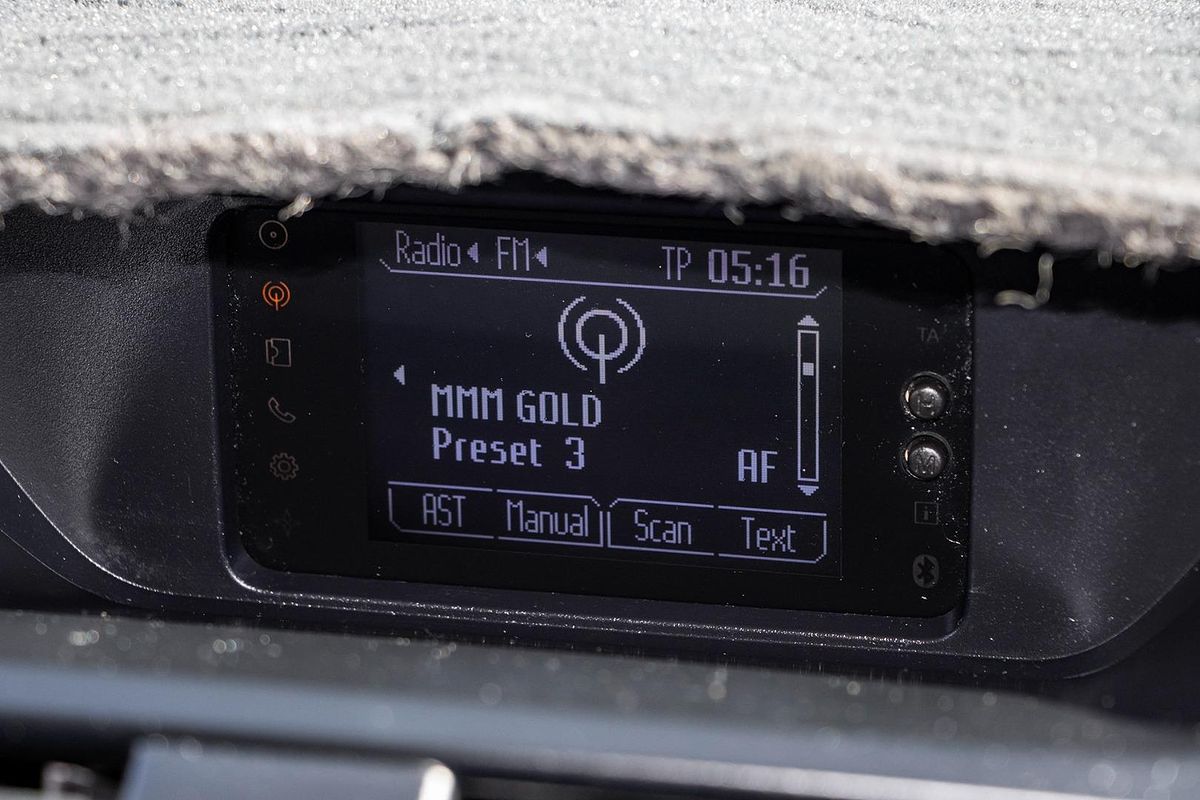 Radio FM TP 05:16
TA
MMM GOLD
Preset 3
AF
H
M
AST Manual Scan Text
i